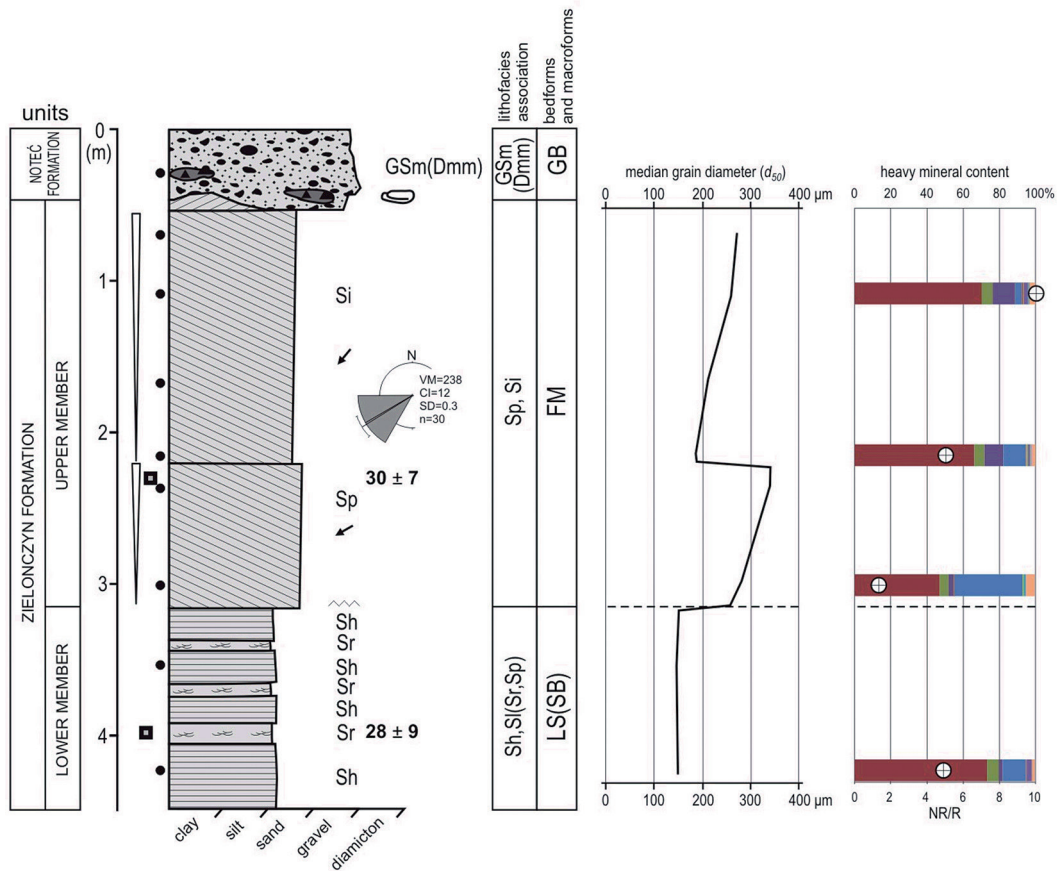 units
lithofacies
association
bedforms
and macroforms
NOTEĆ
FORMATION
0
(m)
GSm(Dmm)
GSm
(Dmm)
GB
median grain diameter (d50)
0 100 200 300 400 µm
heavy mineral content
0 20 40 60 80 100%
ZIELONCZYN FORMATION
UPPER MEMBER
1
Si
N
VM=238
CI=12
SD=0.3
n=30
2
30 ± 7
Sp
3
Sp, Si
FM
LOWER MEMBER
Sh
Sr
Sh
Sr
Sh
4
Sr 28 ± 9
Sh
Sh,Sl(Sr,Sp)
LS(SB)
0 100 200 300 400 µm
0 2 4 6 8 10
NR/R
clay
silt
sand
gravel
diamicton